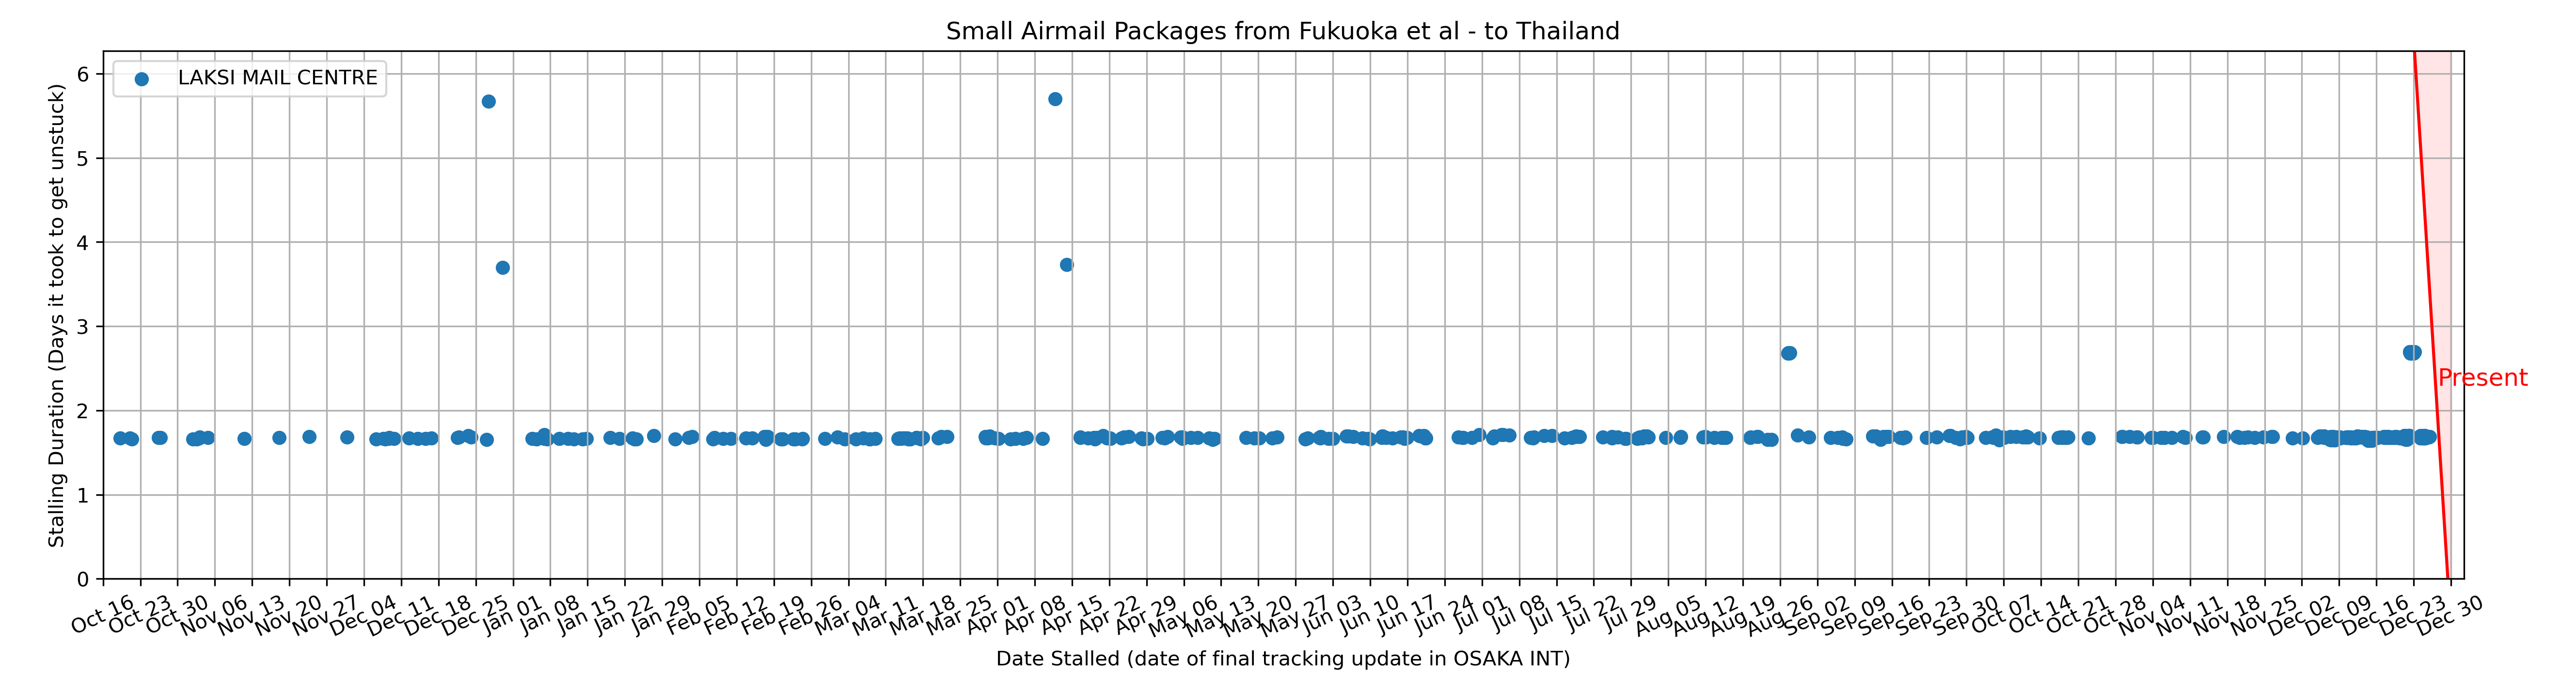 Small Airmail Packages from Fukuoka et al - to Thailand
LAKSI MAIL CENTRE
Stalling Duration (Days it took to get unstuck)
6
5
4
3
2
1
0
Present
Oct 16
Oct 23
Oct 30
Nov 06
Nov 13
Nov 20
Nov 27
Dec 04
Dec 11
Dec 18
Dec 25
Jan 01
Jan 08
Jan 15
Jan 22
Jan 29
Feb 05
Feb 12
Feb 19
Feb 26
Mar 04
Mar 11
Mar 18
Mar 25
Apr 01
Apr 08
Apr 15
Apr 22
Apr 29
May 06
May 13
May 20
May 27
Jun 03
Jun 10
Jun 17
Jun 24
Jul 01
Jul 08
Jul 15
Jul 22
Jul 29
Aug 05
Aug 12
Aug 19
Aug 26
Sep 02
Sep 09
Sep 16
Sep 23
Sep 30
Oct 07
Oct 14
Oct 21
Oct 28
Nov 04
Nov 11
Nov 18
Nov 25
Dec 02
Dec 09
Dec 16
Dec 23
Dec 30
Date Stalled (date of final tracking update in OSAKA INT)